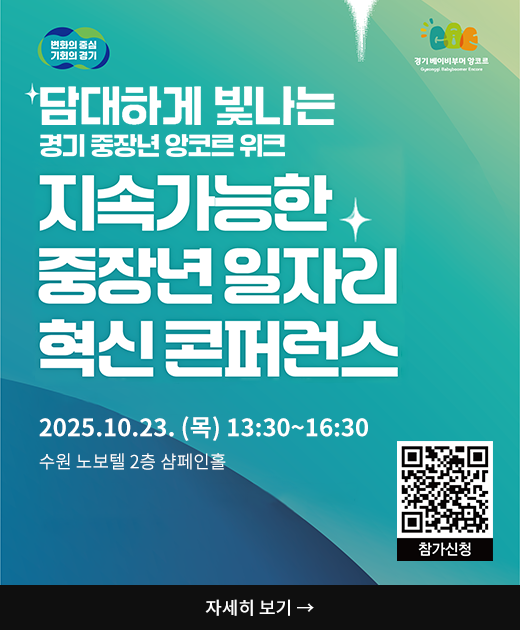 변화의 중심
기회의 경기
경기 베이비부머 앙코르
Gyeonggi Babyboomer Encore
담대하게 빛나는
경기 중장년 앙코르 위크
지속가능한
중장년 일자리
혁신 콘퍼런스
2025.10.23. (목) 13:30~16:30
수원 노보텔 2층 샴페인홀
참가신청
자세히 보기 →